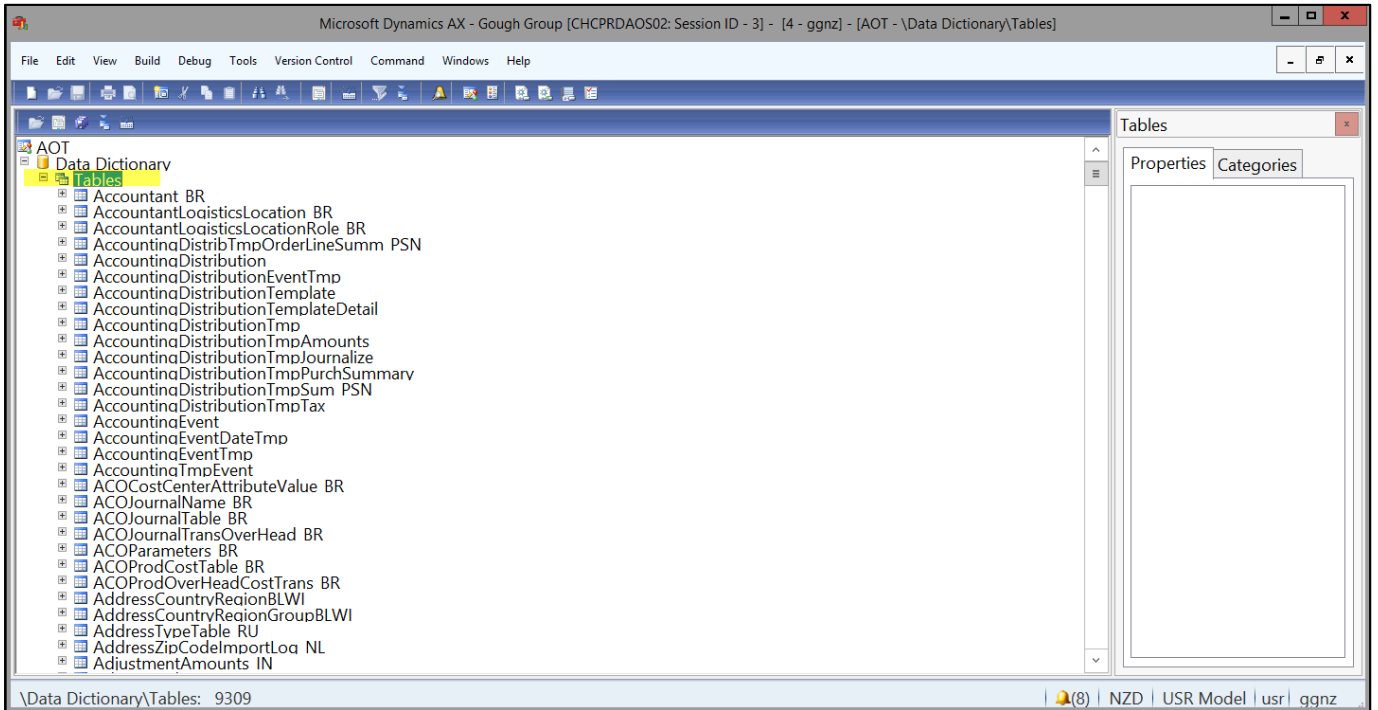 Microsoft Dynamics AX - Gough Group [CHCPRDAOS02: Session ID - 3] - [4 - ggnz] - [AOT - \Data Dictionary\Tables]
File Edit View Build Debug Tools Version Control Command Windows Help
Tables
AOT
Data Dictionary
Properties Categories
Tables
Accountant_BR
AccountantLogisticsLocation_BR
AccountantLogisticsLocationRole_BR
AccountingDistribTmpOrderLineSumm_PSN
AccountingDistribution
AccountingDistributionEventTmp
AccountingDistributionTemplate
AccountingDistributionTemplateDetail
AccountingDistributionTmp
AccountingDistributionTmpAmounts
AccountingDistributionTmpJournalize
AccountingDistributionTmpPurchSummary
AccountingDistributionTmpSum_PSN
AccountingDistributionTmpTax
AccountingEvent
AccountingEventDateTmp
AccountingEventTmp
AccountingTmpEvent
ACOCostCenterAttributeValue_BR
ACOJournalName_BR
ACOJournalTable_BR
ACOJournalTransOverHead_BR
ACOParameters_BR
ACOProdCostTable_BR
ACOProdOverHeadCostTrans_BR
AddressCountryRegionBLWI
AddressCountryRegionGroupBLWI
AddressTypeTable_RU
AddressZipCodeImportLog_NL
AdjustmentAmounts_IN
\Data Dictionary\Tables: 9309 (8) NZD USR Model usr ggnz